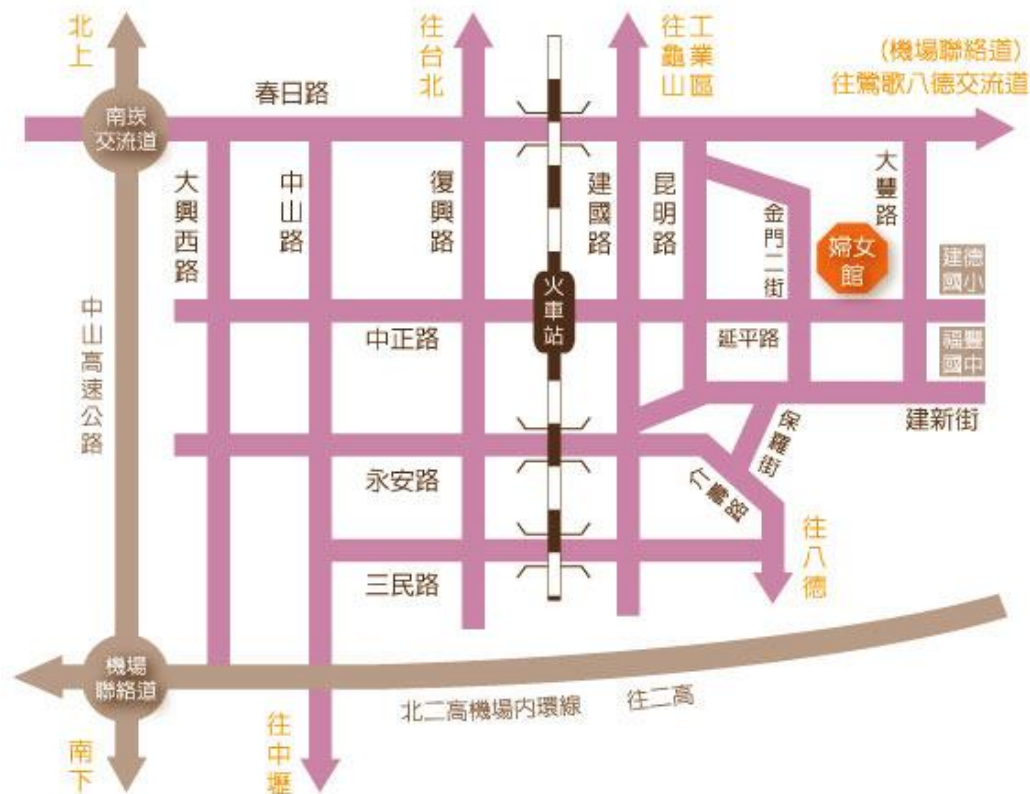 北上
往台北
往龜山
工業區
(機場聯絡道)
往鶯歌八德交流道
春日路
南崁
交流道
大興西路
中山路
復興路
建國路
昆明路
金門二街
大豐路
婦女
館
建德
國小
火車站
中山高速公路
中正路
延平路
福豐
國中
建新街
保羅街
永安路
介壽路
往八德
三民路
機場
聯絡道
北二高機場內環線
往二高
南下
往中壢